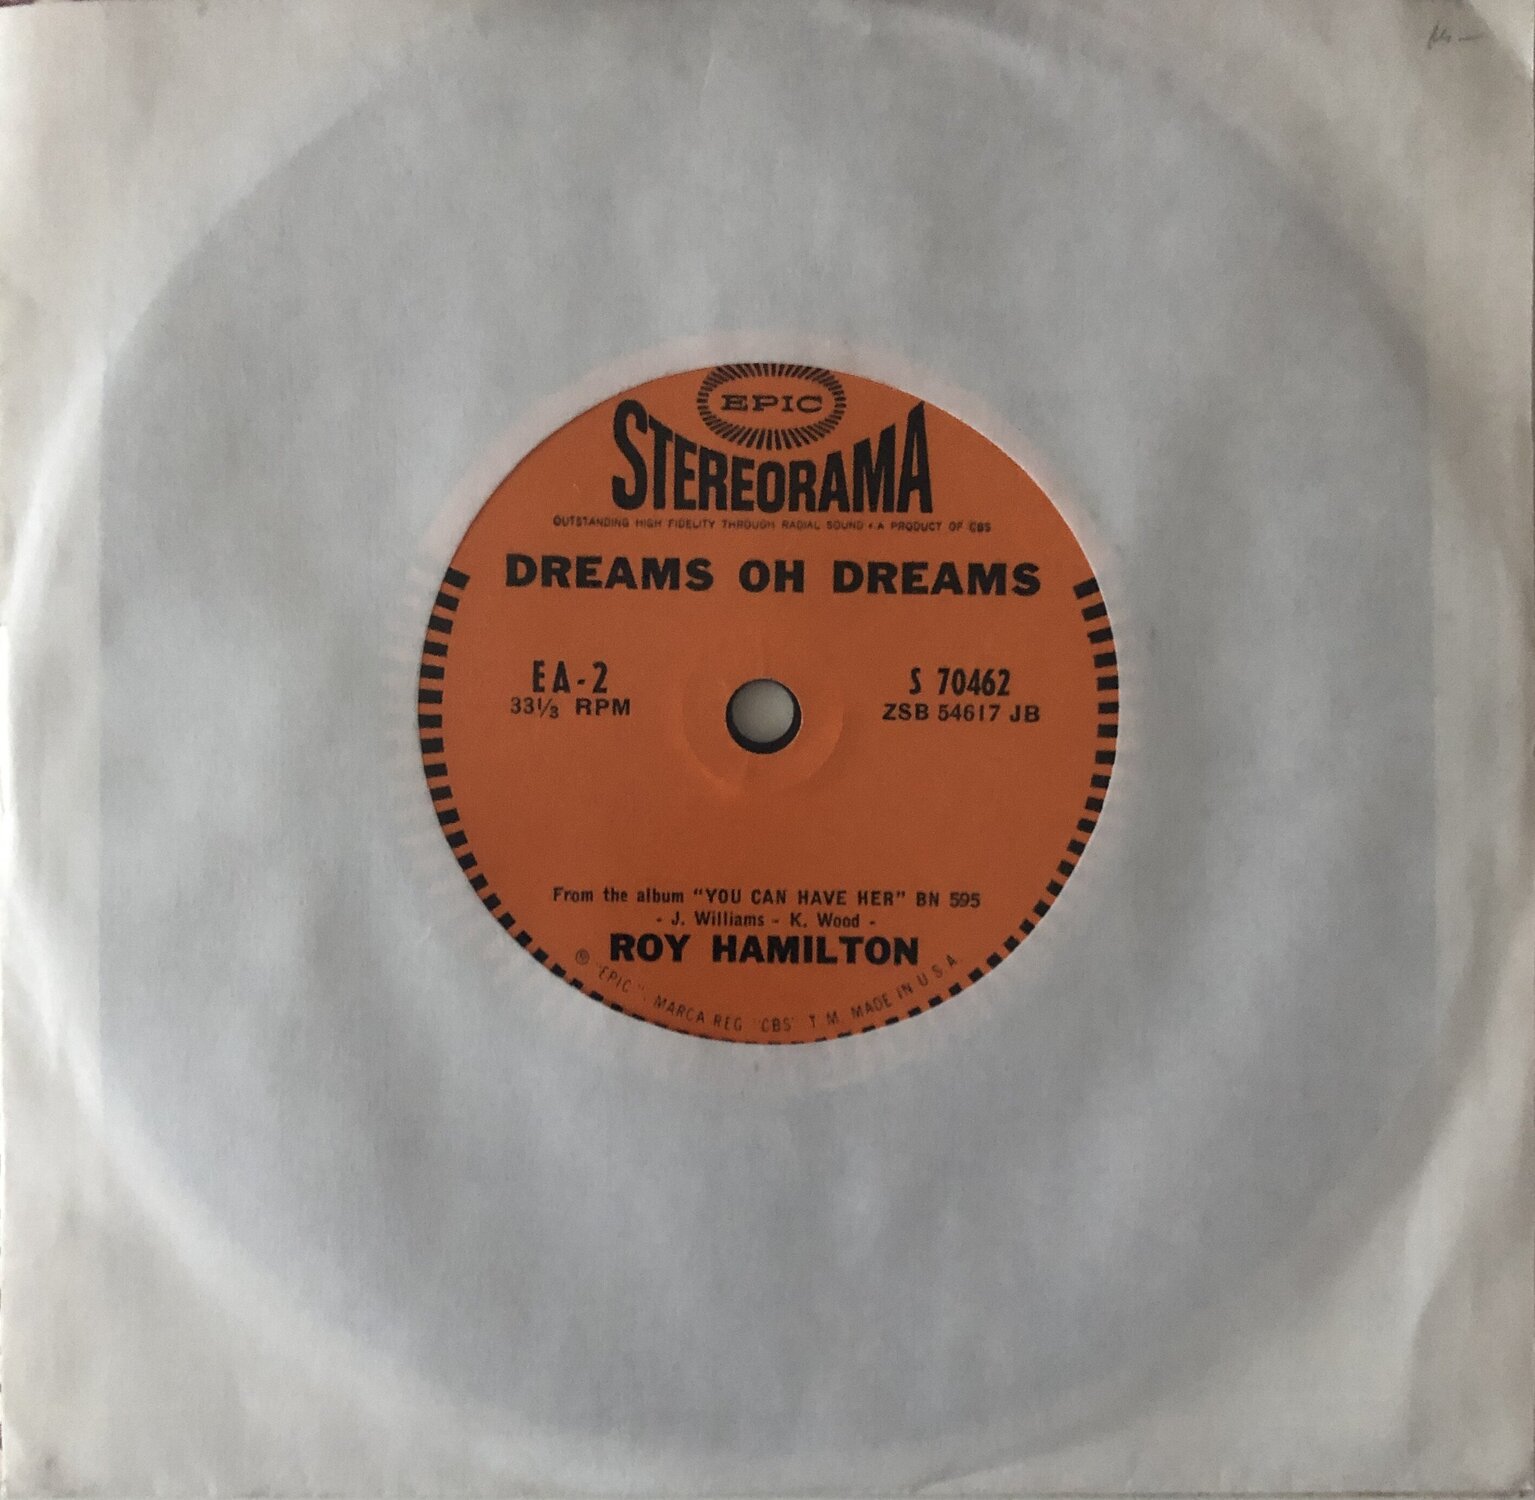 EPIC
STEREORAMA
OUTSTANDING HIGH FIDELITY THROUGH RADIAL SOUND • A PRODUCT OF CBS
DREAMS OH DREAMS
EA-2
33⅓ RPM
S 70462
ZSB 54617 JB
From the album "YOU CAN HAVE HER" BN 595
- J. Williams - K. Wood -
ROY HAMILTON
® "EPIC", MARCA REG "CBS" T M MADE IN U S A